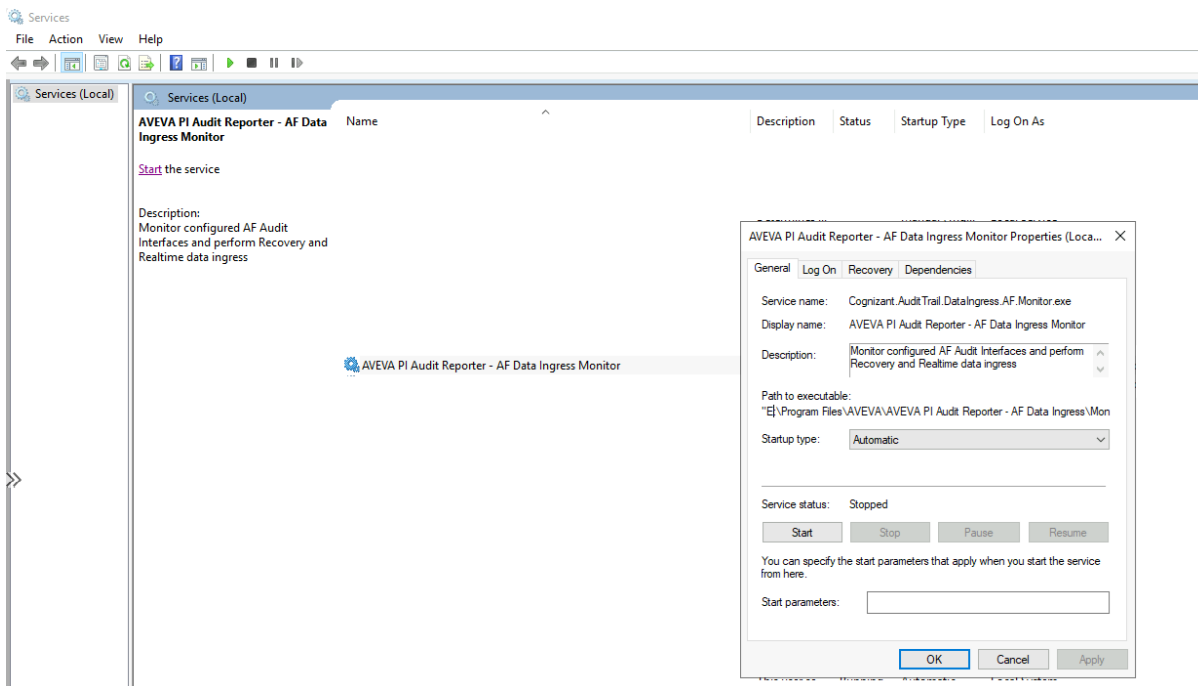 Services
File Action View Help
Services (Local)
Services (Local)
AVEVA PI Audit Reporter - AF Data
Ingress Monitor
Start the service
Description:
Monitor configured AF Audit
Interfaces and perform Recovery and
Realtime data ingress
Name Description Status Startup Type Log On As
AVEVA PI Audit Reporter - AF Data Ingress Monitor
AVEVA PI Audit Reporter - AF Data Ingress Monitor Properties (Loca...
General Log On Recovery Dependencies
Service name: Cognizant.AuditTrail.DataIngress.AF.Monitor.exe
Display name: AVEVA PI Audit Reporter - AF Data Ingress Monitor
Description: Monitor configured AF Audit Interfaces and perform
Recovery and Realtime data ingress
Path to executable:
"E:\Program Files\AVEVA\AVEVA PI Audit Reporter - AF Data Ingress\Mon
Startup type: Automatic
Service status: Stopped
Start Stop Pause Resume
You can specify the start parameters that apply when you start the service
from here.
Start parameters:
OK Cancel Apply